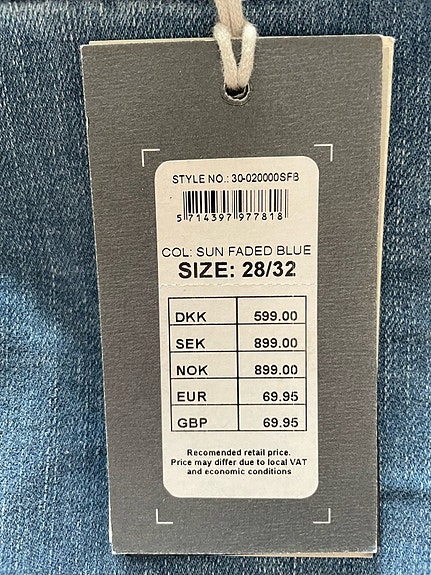 STYLE NO.: 30-020000SFB
5 714397 977818
COL: SUN FADED BLUE
SIZE: 28/32
DKK 599.00
SEK 899.00
NOK 899.00
EUR 69.95
GBP 69.95
Recomended retail price.
Price may differ due to local VAT
and economic conditions